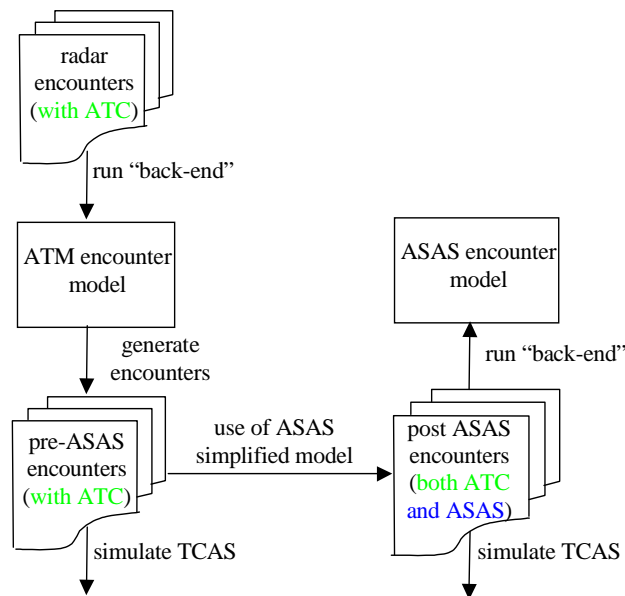 radar
encounters
(with ATC)
run “back-end”
ATM encounter
model
ASAS encounter
model
generate
encounters
run “back-end”
pre-ASAS
encounters
(with ATC)
use of ASAS
simplified model
post ASAS
encounters
(both ATC
and ASAS)
simulate TCAS
simulate TCAS